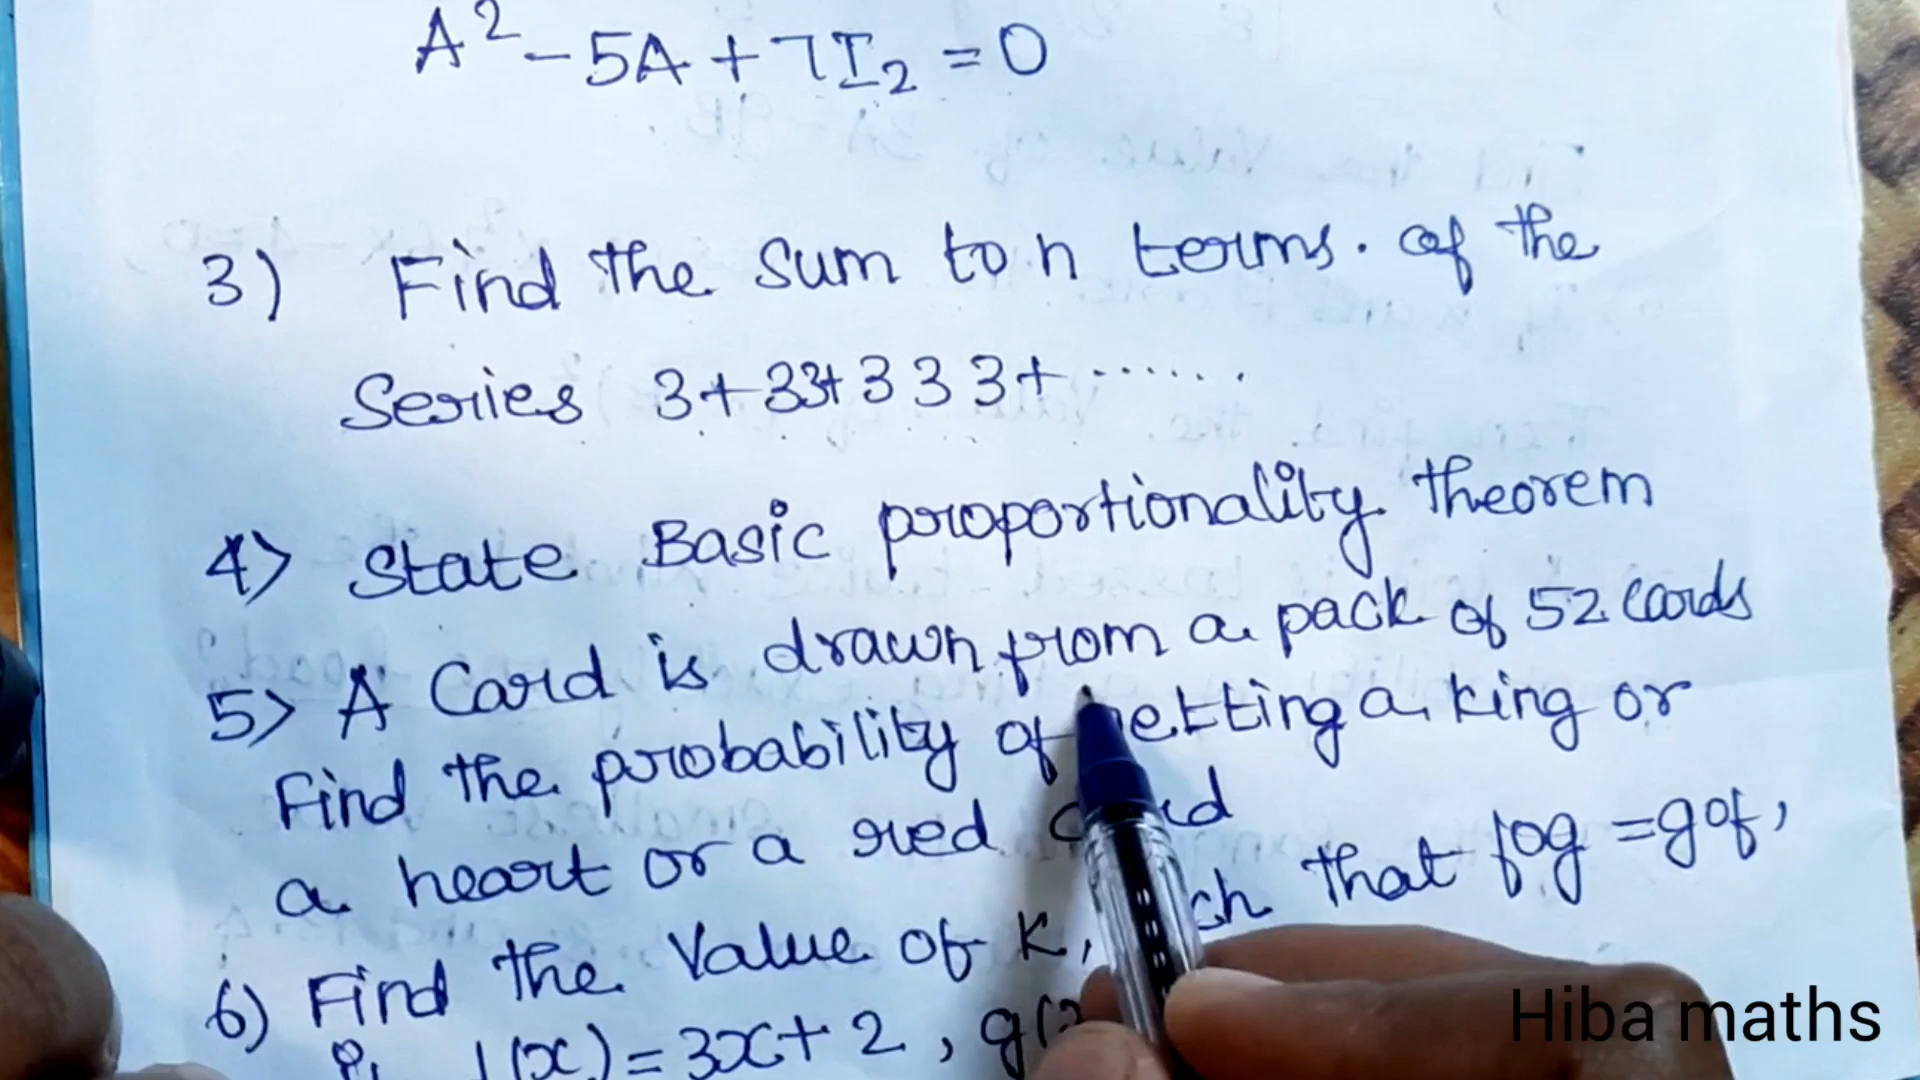 A² - 5A + 7I₂ = 0
3) Find the sum to n terms. of the
Series 3+33+333+.......
4) State Basic proportionality theorem
5) A Card is drawn from a pack of 52 cards
Find the probability of getting a king or
a heart or a red card
6) Find the Value of K, such that fog = gof,
f(x) = 3x + 2, g(
Hiba maths